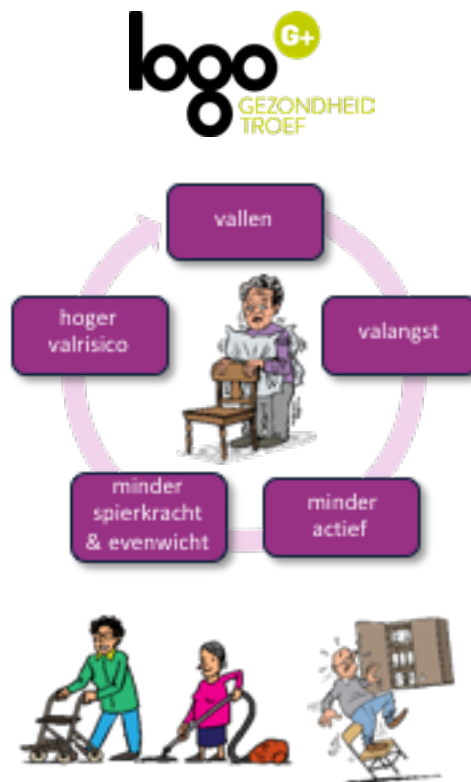 logo
G+
GEZONDHEID
TROEF
vallen
valangst
minder
actief
minder
spierkracht
& evenwicht
hoger
valrisico